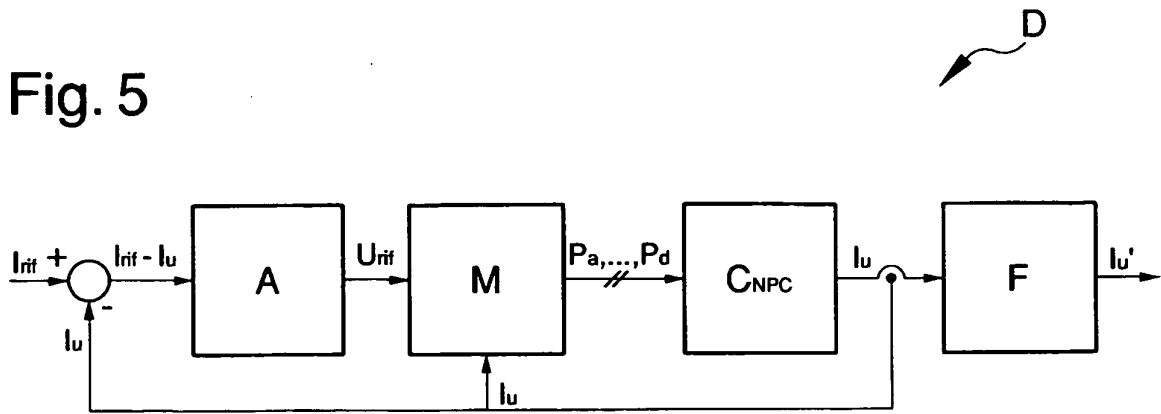 D
Fig. 5
Irif + Irif - Iu A Urif M Pa,...,Pd CNPC Iu F Iu'
-
Iu Iu